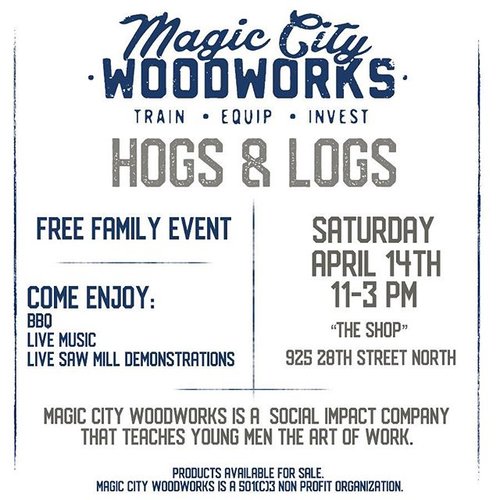 Magic City
·WOODWORKS·
TRAIN · EQUIP · INVEST
HOGS & LOGS
FREE FAMILY EVENT
COME ENJOY:
BBQ
LIVE MUSIC
LIVE SAW MILL DEMONSTRATIONS
SATURDAY
APRIL 14TH
11-3 PM
"THE SHOP"
925 28TH STREET NORTH
MAGIC CITY WOODWORKS IS A SOCIAL IMPACT COMPANY
THAT TEACHES YOUNG MEN THE ART OF WORK.
PRODUCTS AVAILABLE FOR SALE.
MAGIC CITY WOODWORKS IS A 501(C)3 NON PROFIT ORGANIZATION.